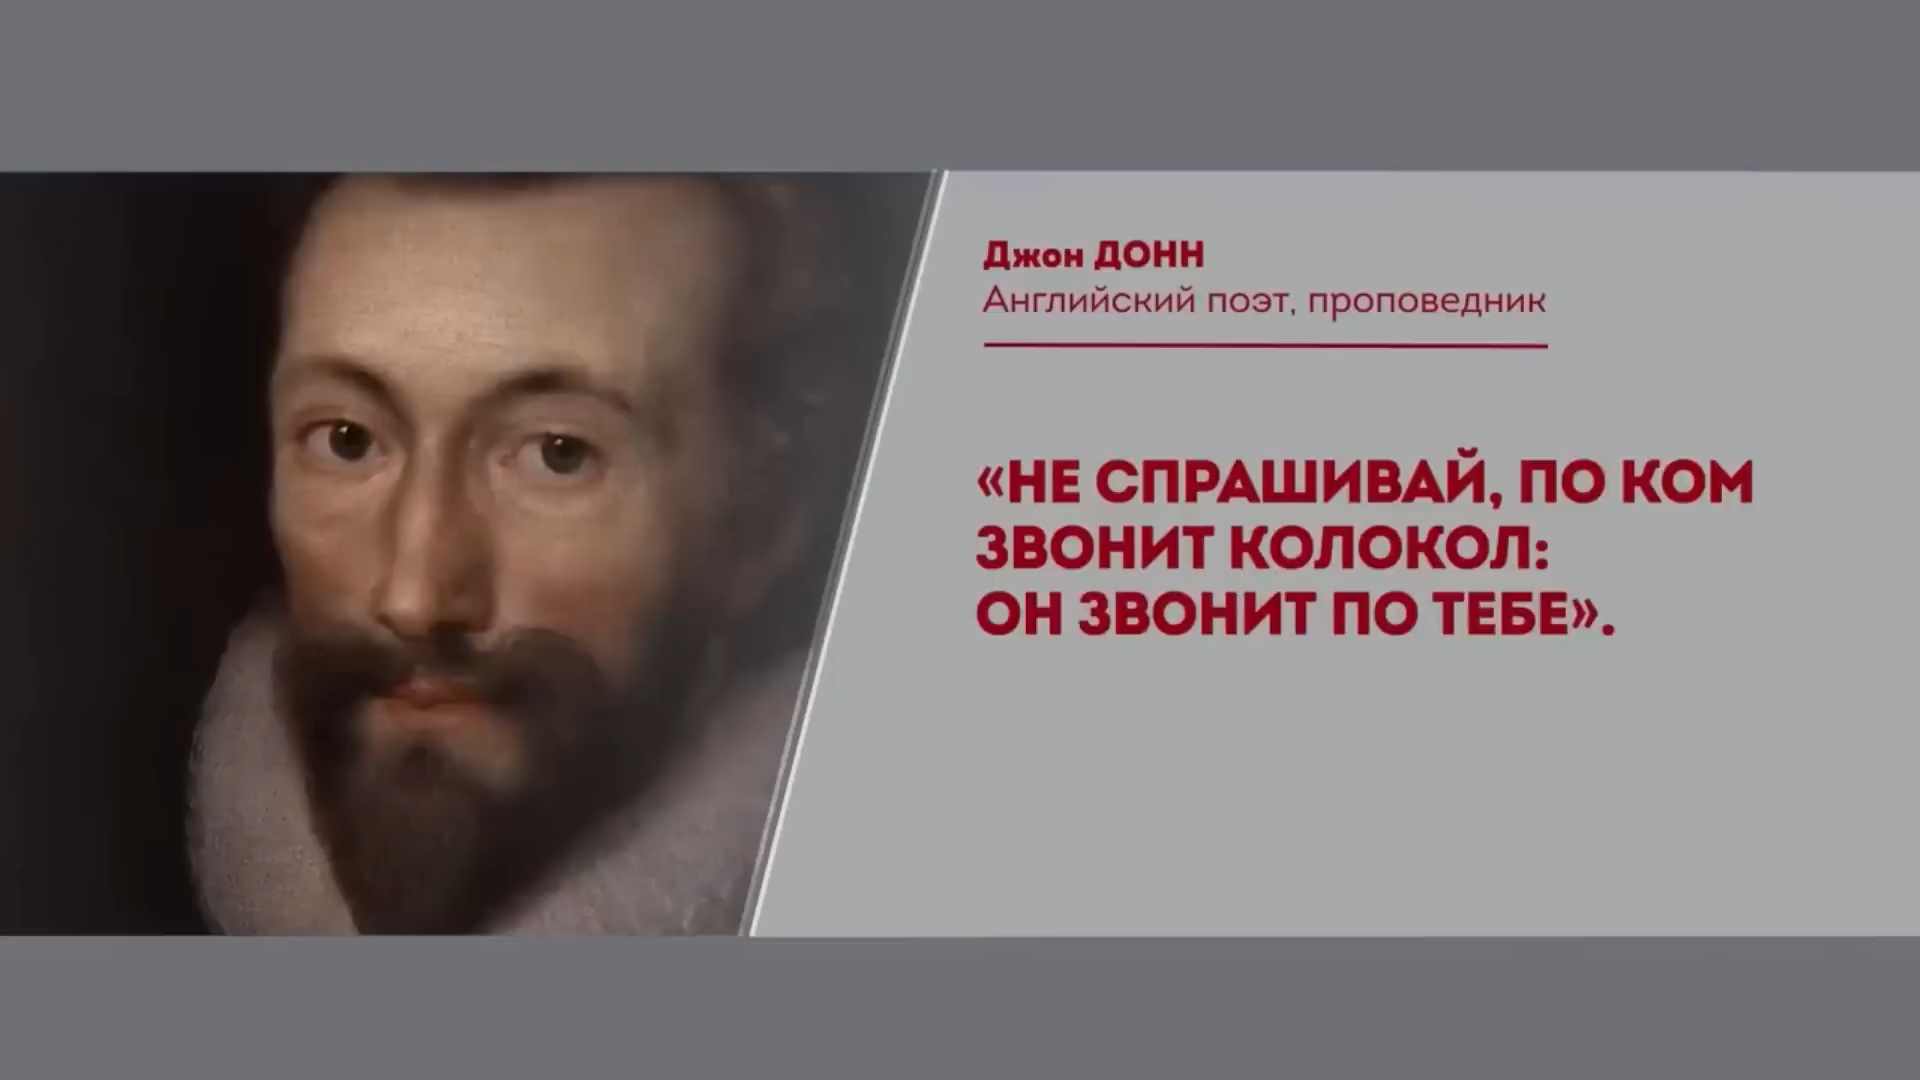 Джон ДОНН
Английский поэт, проповедник
«НЕ СПРАШИВАЙ, ПО КОМ
ЗВОНИТ КОЛОКОЛ:
ОН ЗВОНИТ ПО ТЕБЕ».